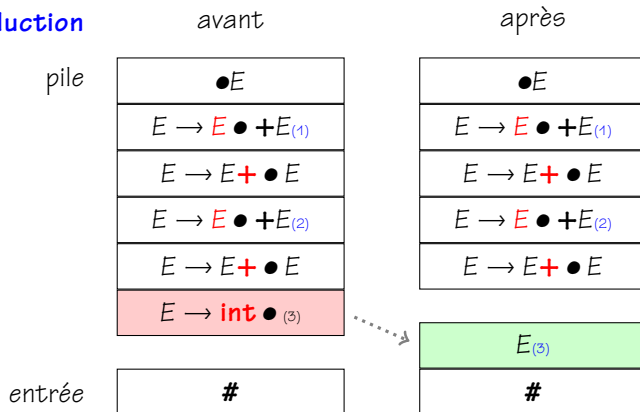 luction avant après
pile ●E ●E
E → E ● +E(1) E → E ● +E(1)
E → E+ ● E E → E+ ● E
E → E ● +E(2) E → E ● +E(2)
E → E+ ● E E → E+ ● E
E → int ● (3)
E(3)
entrée # #